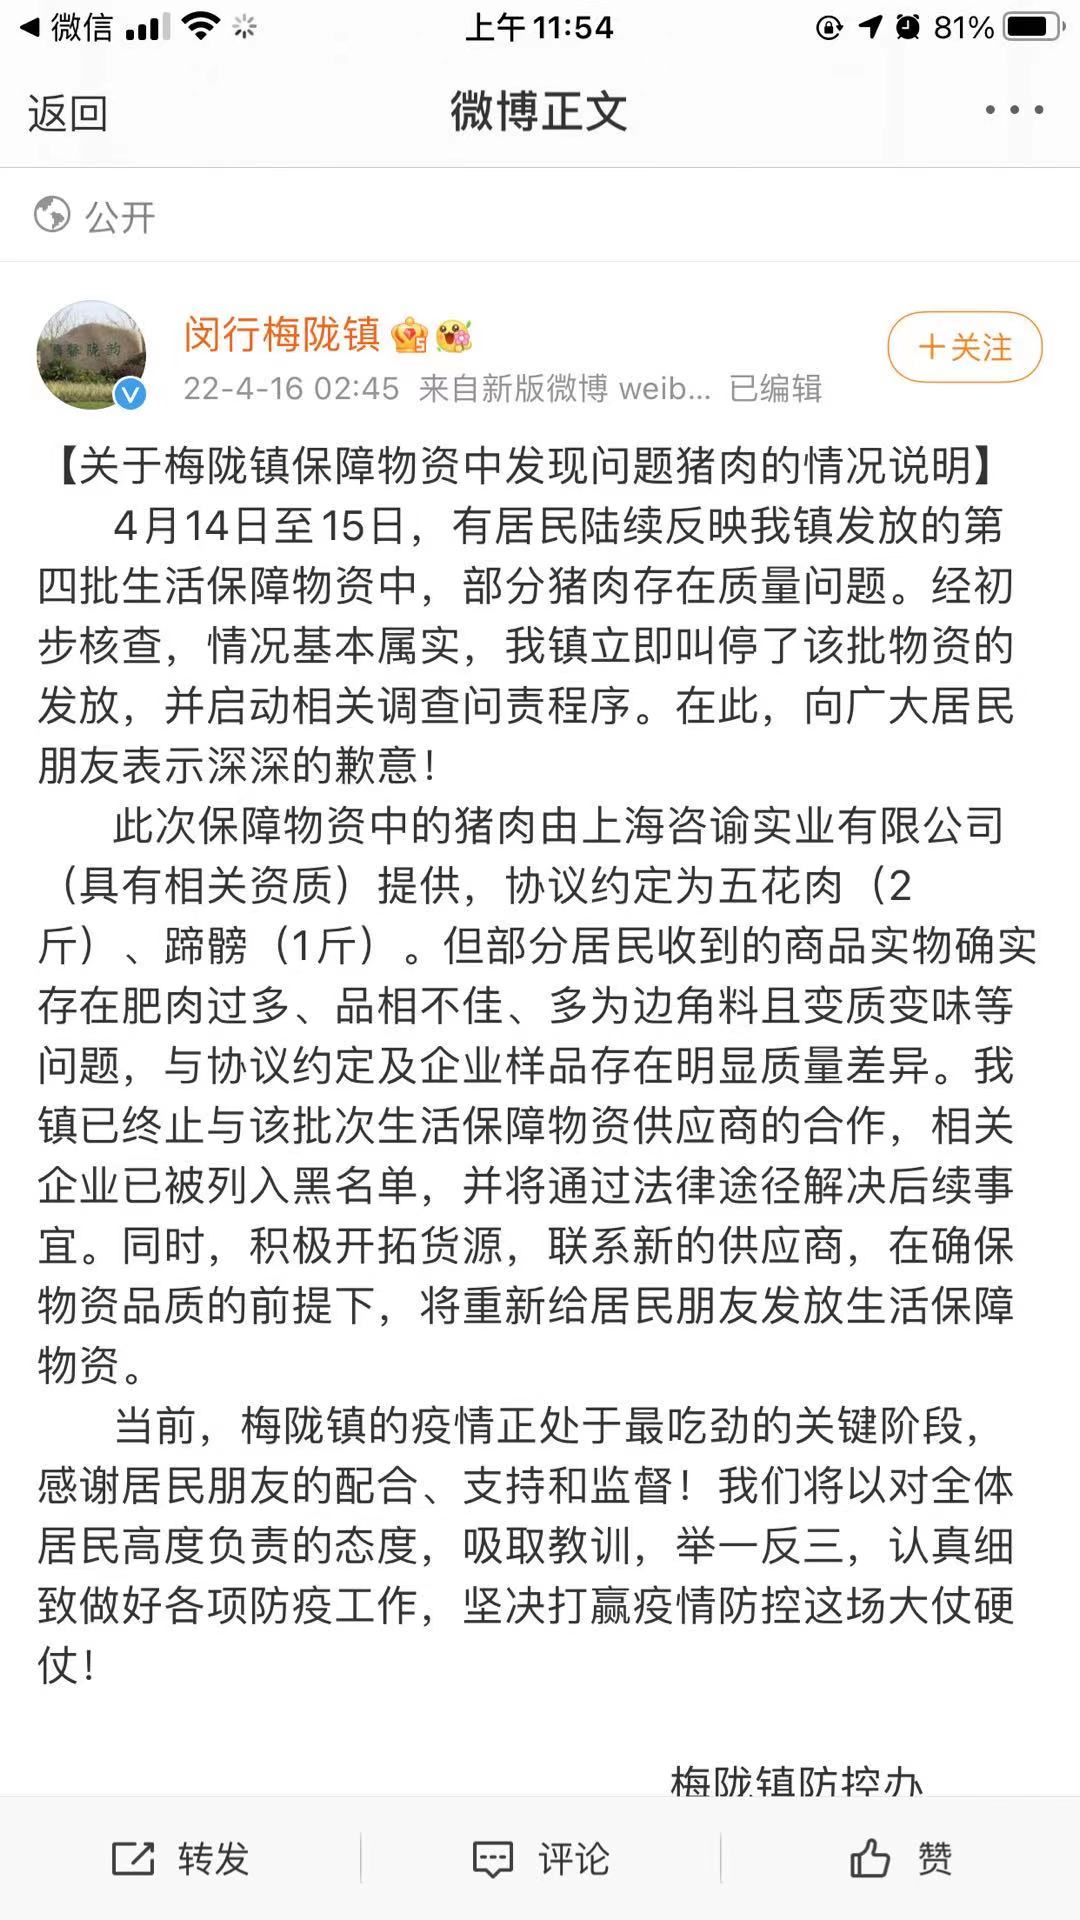 微信
上午11:54
81%
返回
微博正文
公开
闵行梅陇镇
+关注
22-4-16 02:45 来自新版微博 weib... 已编辑
【关于梅陇镇保障物资中发现问题猪肉的情况说明】
4月14日至15日，有居民陆续反映我镇发放的第
四批生活保障物资中，部分猪肉存在质量问题。经初
步核查，情况基本属实，我镇立即叫停了该批物资的
发放，并启动相关调查问责程序。在此，向广大居民
朋友表示深深的歉意！
此次保障物资中的猪肉由上海咨谕实业有限公司
（具有相关资质）提供，协议约定为五花肉（2
斤）、蹄髈（1斤）。但部分居民收到的商品实物确实
存在肥肉过多、品相不佳、多为边角料且变质变味等
问题，与协议约定及企业样品存在明显质量差异。我
镇已终止与该批次生活保障物资供应商的合作，相关
企业已被列入黑名单，并将通过法律途径解决后续事
宜。同时，积极开拓货源，联系新的供应商，在确保
物资品质的前提下，将重新给居民朋友发放生活保障
物资。
当前，梅陇镇的疫情正处于最吃劲的关键阶段，
感谢居民朋友的配合、支持和监督！我们将以对全体
居民高度负责的态度，吸取教训，举一反三，认真细
致做好各项防疫工作，坚决打赢疫情防控这场大仗硬
仗！
梅陇镇防控办
转发
评论
赞